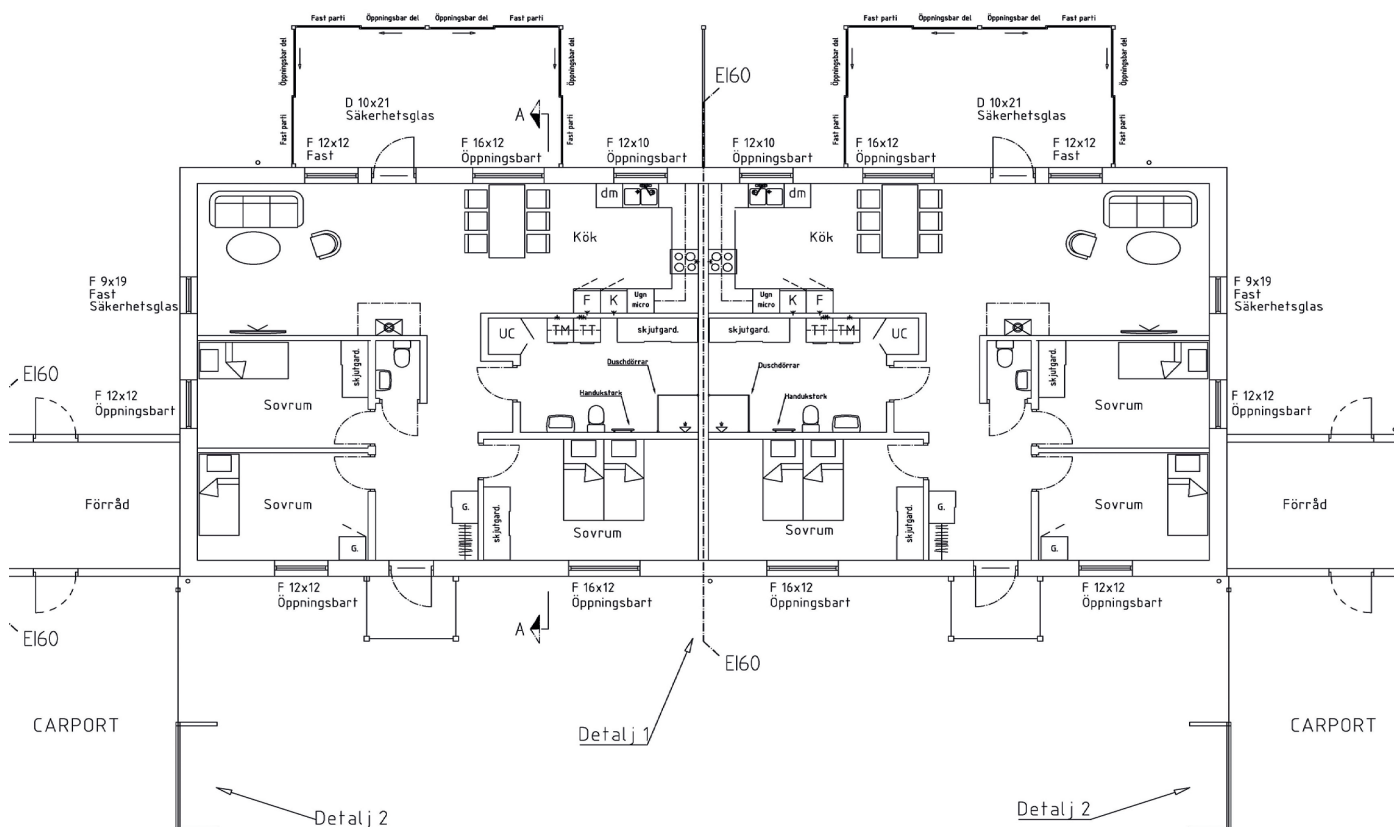 Fast parti
Öppningsbar del
Öppningsbar del
Fast parti
Fast parti
Öppningsbar del
Öppningsbar del
Fast parti
Öppningsbar del
Öppningsbar del
Öppningsbar del
Öppningsbar del
EI60
D 10x21
Säkerhetsglas
A
D 10x21
Säkerhetsglas
Fast parti
Fast parti
Fast parti
Fast parti
F 12x12
Fast
F 16x12
Öppningsbart
F 12x10
Öppningsbart
F 12x10
Öppningsbart
F 16x12
Öppningsbart
F 12x12
Fast
dm
dm
Kök
Kök
F 9x19
Fast
Säkerhetsglas
F
K
Ugn
micro
Ugn
micro
K
F
F 9x19
Fast
Säkerhetsglas
UC
TM
TT
skjutgard.
skjutgard.
TT
TM
UC
EI60
skjutgard.
Duschdörrar
Duschdörrar
skjutgard.
F 12x12
Öppningsbart
Sovrum
Handukstork
Handukstork
Sovrum
F 12x12
Öppningsbart
Förråd
Sovrum
G.
skjutgard.
Sovrum
Sovrum
skjutgard.
G.
Sovrum
Förråd
G.
G.
F 12x12
Öppningsbart
F 16x12
Öppningsbart
F 16x12
Öppningsbart
F 12x12
Öppningsbart
EI60
A
EI60
CARPORT
Detalj 1
CARPORT
Detalj 2
Detalj 2